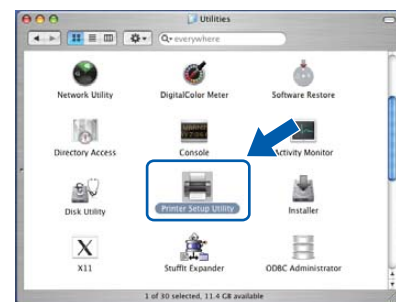 Utilities
Q▾ everywhere
Network Utility
DigitalColor Meter
Software Restore
Directory Access
Console
Activity Monitor
Disk Utility
Printer Setup Utility
Installer
X11
StuffIt Expander
ODBC Administrator
1 of 30 selected, 11.4 GB available